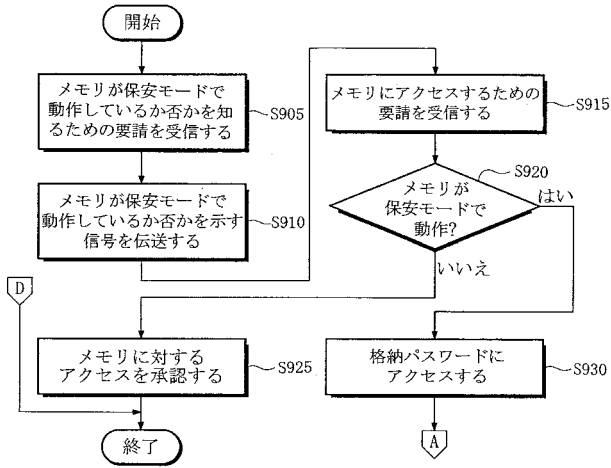 開始
メモリが保安モードで
動作しているか否かを知
るための要請を受信する
S905
メモリが保安モードで
動作しているか否かを示す
信号を伝送する
S910
メモリにアクセスするための
要請を受信する
S915
メモリが
保安モードで
動作?
S920
はい
いいえ
D
メモリに対する
アクセスを承認する
S925
格納パスワードに
アクセスする
S930
終了
A